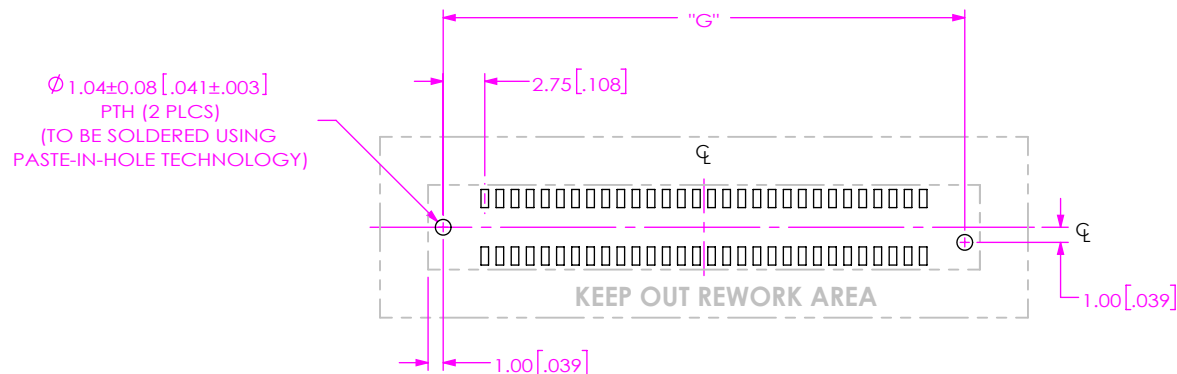 "G"
2.75[.108]
Ø1.04±0.08[.041±.003]
PTH (2 PLCS)
(TO BE SOLDERED USING
PASTE-IN-HOLE TECHNOLOGY)
℄
℄
KEEP OUT REWORK AREA
1.00[.039]
1.00[.039]